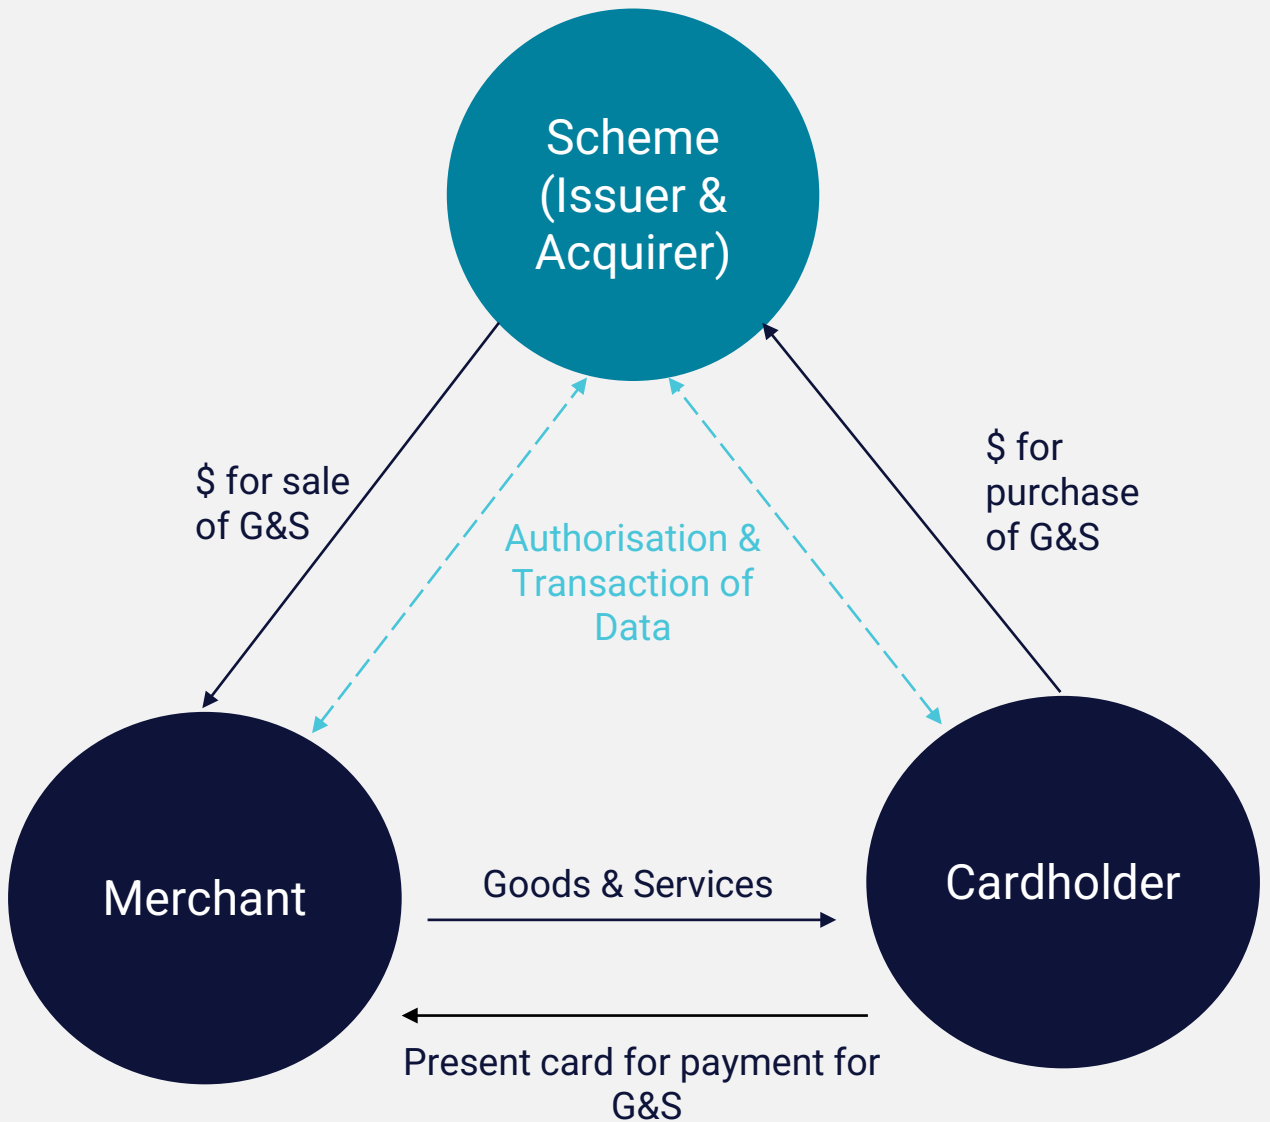 Scheme
(Issuer &
Acquirer)
$ for sale
of G&S
$ for
purchase
of G&S
Authorisation &
Transaction of
Data
Merchant
Goods & Services
Cardholder
Present card for payment for
G&S